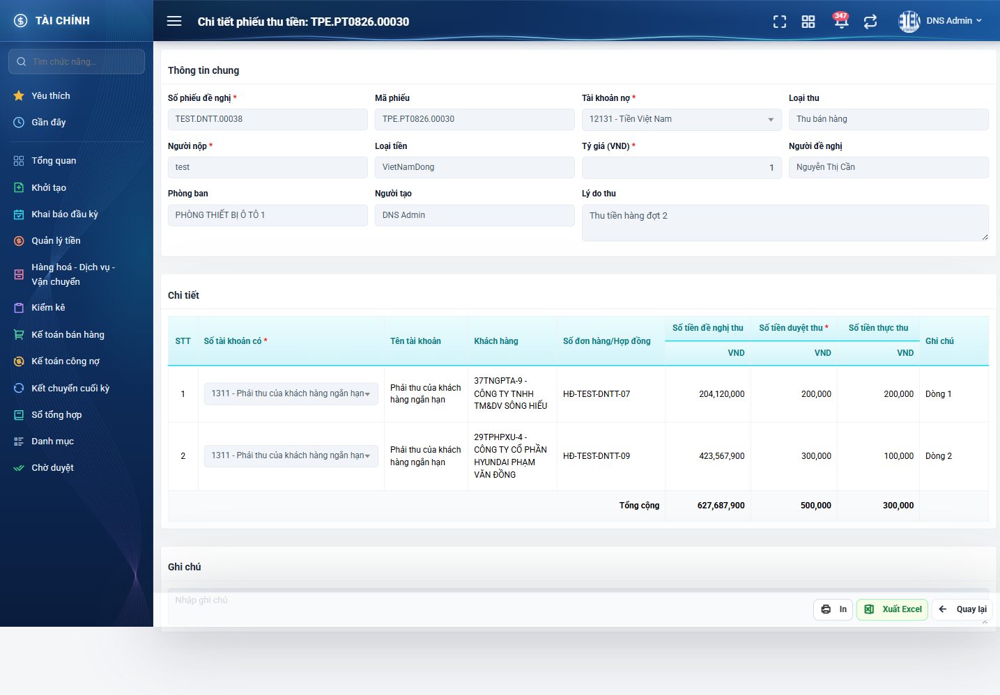 TÀI CHÍNH
Chi tiết phiếu thu tiền: TPE.PT0826.00030
347
DNS Admin
Tìm chức năng...
Yêu thích
Gần đây
Tổng quan
Khởi tạo
Khai báo đầu kỳ
Quản lý tiền
Hàng hoá - Dịch vụ -
Vận chuyển
Kiểm kê
Kế toán bán hàng
Kế toán công nợ
Kết chuyển cuối kỳ
Sổ tổng hợp
Danh mục
Chờ duyệt
Thông tin chung
Số phiếu đề nghị * Mã phiếu Tài khoản nợ * Loại thu
TEST.DNTT.00038 TPE.PT0826.00030 12131 - Tiền Việt Nam Thu bán hàng
Người nộp * Loại tiền Tỷ giá (VND) * Người đề nghị
test VietNamDong 1 Nguyễn Thị Cần
Phòng ban Người tạo Lý do thu
PHÒNG THIẾT BỊ Ô TÔ 1 DNS Admin Thu tiền hàng đợt 2
Chi tiết
STT Số tài khoản có * Tên tài khoản Khách hàng Số đơn hàng/Hợp đồng Số tiền đề nghị thu Số tiền duyệt thu * Số tiền thực thu Ghi chú
VND VND VND
1 1311 - Phải thu của khách hàng ngắn hạn Phải thu của khách 37TNGPTA-9 - HĐ-TEST-DNTT-07 204,120,000 200,000 200,000 Dòng 1
hàng ngắn hạn CÔNG TY TNHH
TM&DV SÔNG HIẾU
2 1311 - Phải thu của khách hàng ngắn hạn Phải thu của khách 29TPHPXU-4 - HĐ-TEST-DNTT-09 423,567,900 300,000 100,000 Dòng 2
hàng ngắn hạn CÔNG TY CỔ PHẦN
HYUNDAI PHẠM
VĂN ĐỒNG
Tổng cộng 627,687,900 500,000 300,000
Ghi chú
Nhập ghi chú
In Xuất Excel Quay lại